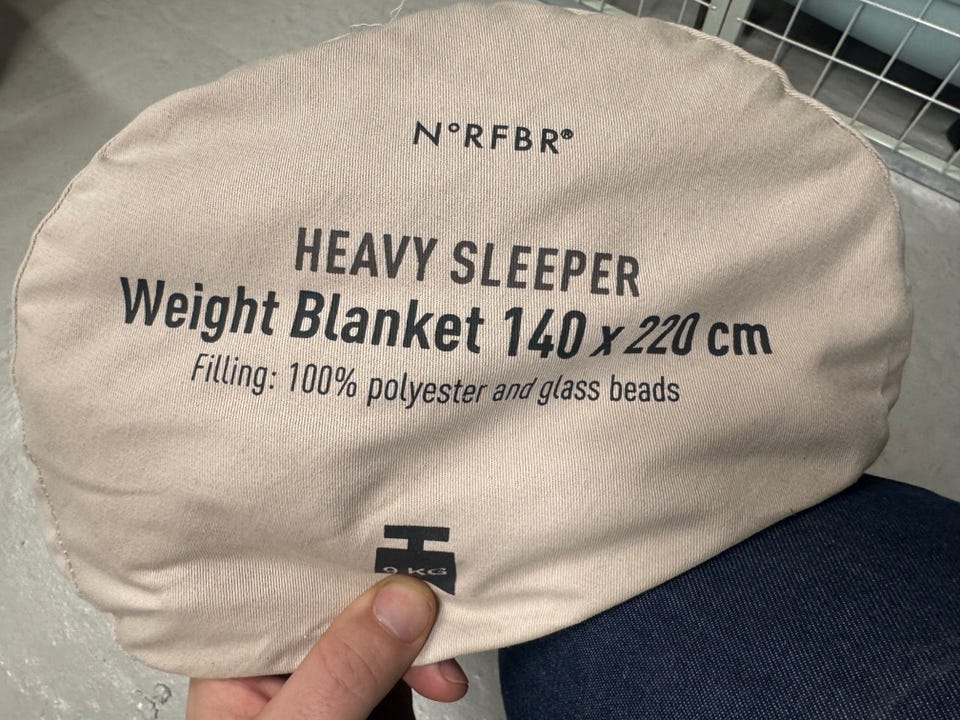 N°RFBR®
HEAVY SLEEPER
Weight Blanket 140 x 220 cm
Filling: 100% polyester and glass beads
9 KG